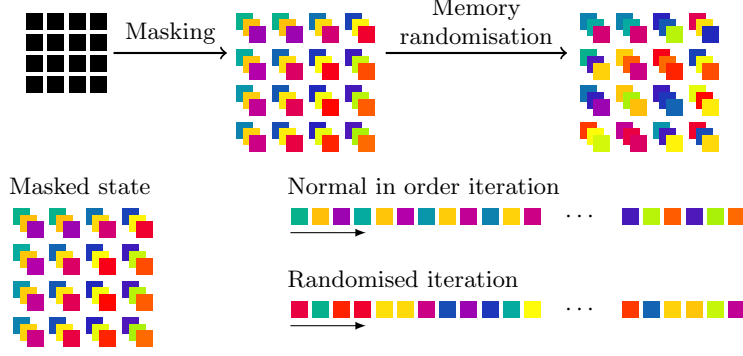 Masking
Memory
randomisation
Masked state
Normal in order iteration
...
Randomised iteration
...